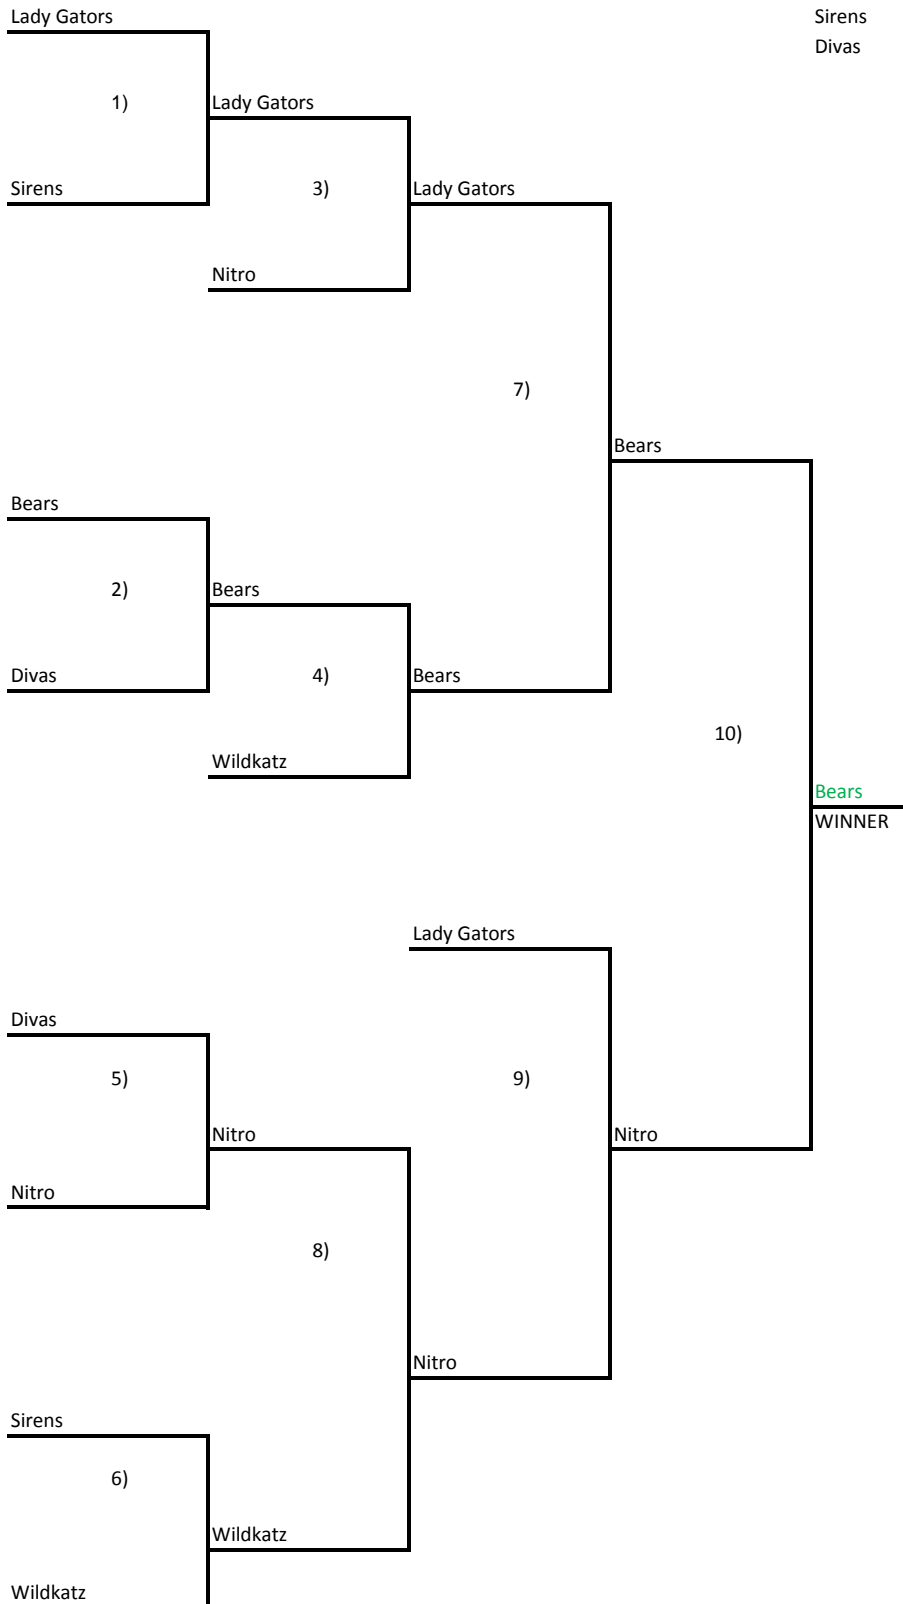 Lady Gators
Sirens
Divas
1)
Lady Gators
Sirens
3)
Lady Gators
Nitro
7)
Bears
Bears
2)
Bears
Divas
4)
Bears
10)
Wildkatz
Bears
WINNER
Lady Gators
Divas
5)
9)
Nitro
Nitro
Nitro
8)
Nitro
Sirens
6)
Wildkatz
Wildkatz